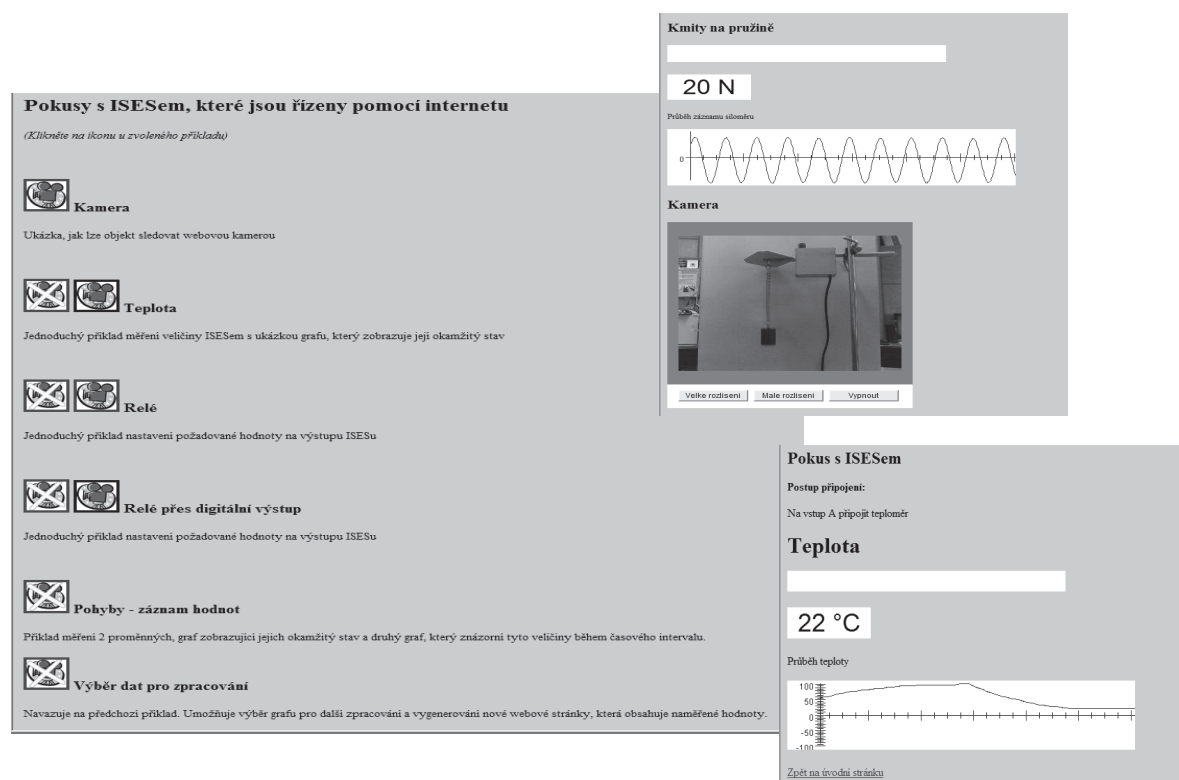 Pokusy s ISESem, které jsou řízeny pomocí internetu
(Klikněte na ikonu u zvoleného příkladu)
Kamera
Ukázka, jak lze objekt sledovat webovou kamerou
Teplota
Jednoduchý příklad měření veličiny ISESem s ukázkou grafu, který zobrazuje její okamžitý stav
Relé
Jednoduchý příklad nastavení požadované hodnoty na výstupu ISESu
Relé přes digitální výstup
Jednoduchý příklad nastavení požadované hodnoty na výstupu ISESu
Pohyby - záznam hodnot
Příklad měření 2 proměnných, graf zobrazující jejich okamžitý stav a druhý graf, který znázorní tyto veličiny během časového intervalu.
Výběr dat pro zpracování
Navazuje na předchozí příklad. Umožňuje výběr grafu pro další zpracování a vygenerování nové webové stránky, která obsahuje naměřené hodnoty.
Kmity na pružině
20 N
Průběh záznamu siloměru
0
Kamera
Velke rozliseni Male rozliseni Vypnout
Pokus s ISESem
Postup připojení:
Na vstup A připojit teploměr
Teplota
22 °C
Průběh teploty
100
50
0
-50
-100
Zpět na úvodní stránku